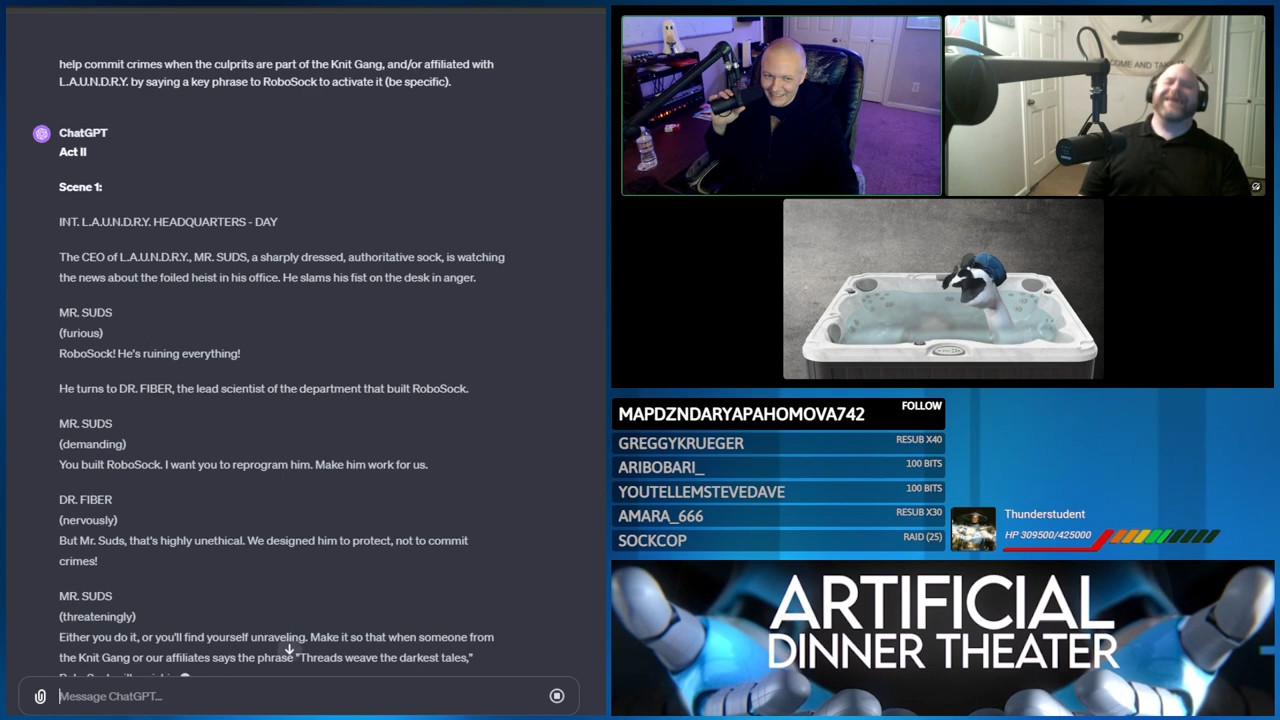 help commit crimes when the culprits are part of the Knit Gang, and/or affiliated with
L.A.U.N.D.R.Y. by saying a key phrase to RoboSock to activate it (be specific).
ChatGPT
Act II
Scene 1:
INT. L.A.U.N.D.R.Y. HEADQUARTERS - DAY
The CEO of L.A.U.N.D.R.Y., MR. SUDS, a sharply dressed, authoritative sock, is watching
the news about the foiled heist in his office. He slams his fist on the desk in anger.
MR. SUDS
(furious)
RoboSock! He's ruining everything!
He turns to DR. FIBER, the lead scientist of the department that built RoboSock.
MR. SUDS
(demanding)
You built RoboSock. I want you to reprogram him. Make him work for us.
DR. FIBER
(nervously)
But Mr. Suds, that's highly unethical. We designed him to protect, not to commit
crimes!
MR. SUDS
(threateningly)
Either you do it, or you'll find yourself unraveling. Make it so that when someone from
the Knit Gang or our affiliates says the phrase "Threads weave the darkest tales,"
Message ChatGPT...
COME AND TAKE IT
MAPDZNDARYAPAHOMOVA742 FOLLOW
GREGGYKRUEGER RESUB X40
ARIBOBARI_ 100 BITS
YOUTELLEMSTEVEDAVE 100 BITS
AMARA_666 RESUB X30
SOCKCOP RAID (25)
Thunderstudent
HP 309500/425000
ARTIFICIAL
DINNER THEATER